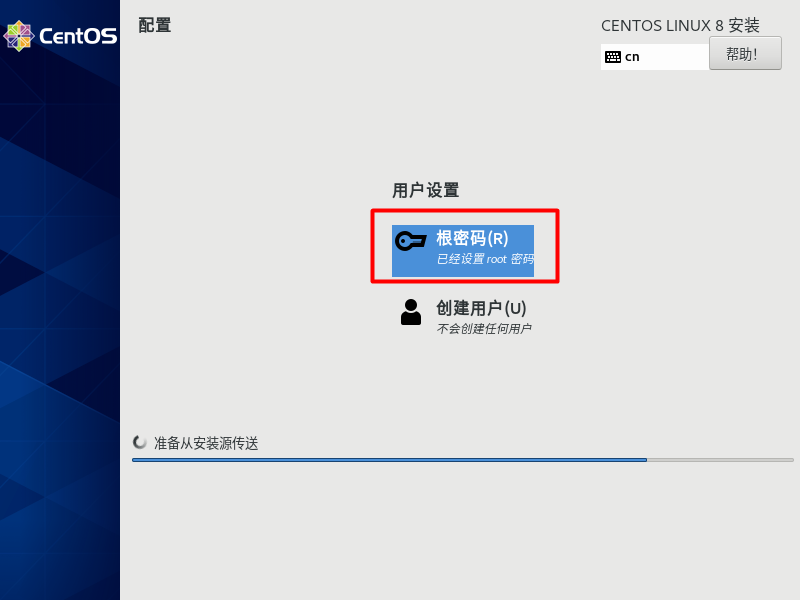 CentOS
配置
CENTOS LINUX 8 安装
cn
帮助!
用户设置
根密码(R)
已经设置 root 密码
创建用户(U)
不会创建任何用户
准备从安装源传送